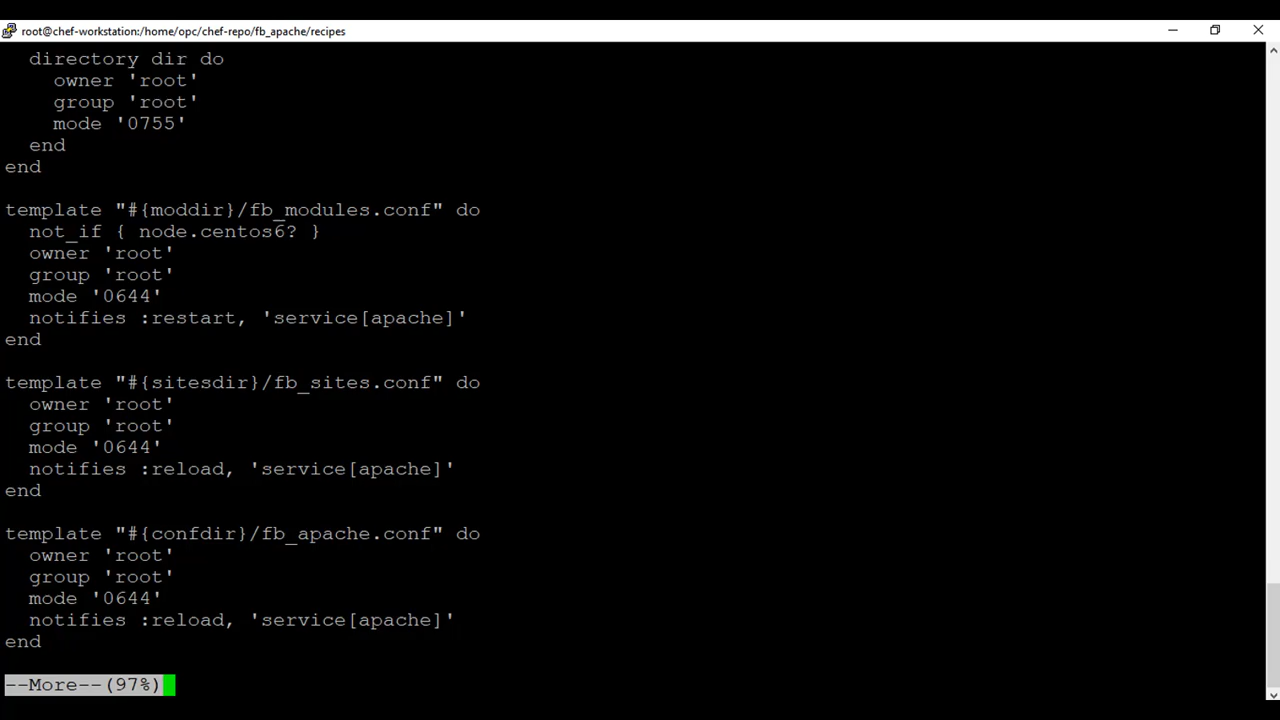 root@chef-workstation:/home/opc/chef-repo/fb_apache/recipes
  directory dir do
    owner 'root'
    group 'root'
    mode '0755'
  end
end
template "#{moddir}/fb_modules.conf" do
  not_if { node.centos6? }
  owner 'root'
  group 'root'
  mode '0644'
  notifies :restart, 'service[apache]'
end
template "#{sitesdir}/fb_sites.conf" do
  owner 'root'
  group 'root'
  mode '0644'
  notifies :reload, 'service[apache]'
end
template "#{confdir}/fb_apache.conf" do
  owner 'root'
  group 'root'
  mode '0644'
  notifies :reload, 'service[apache]'
end
--More--(97%)